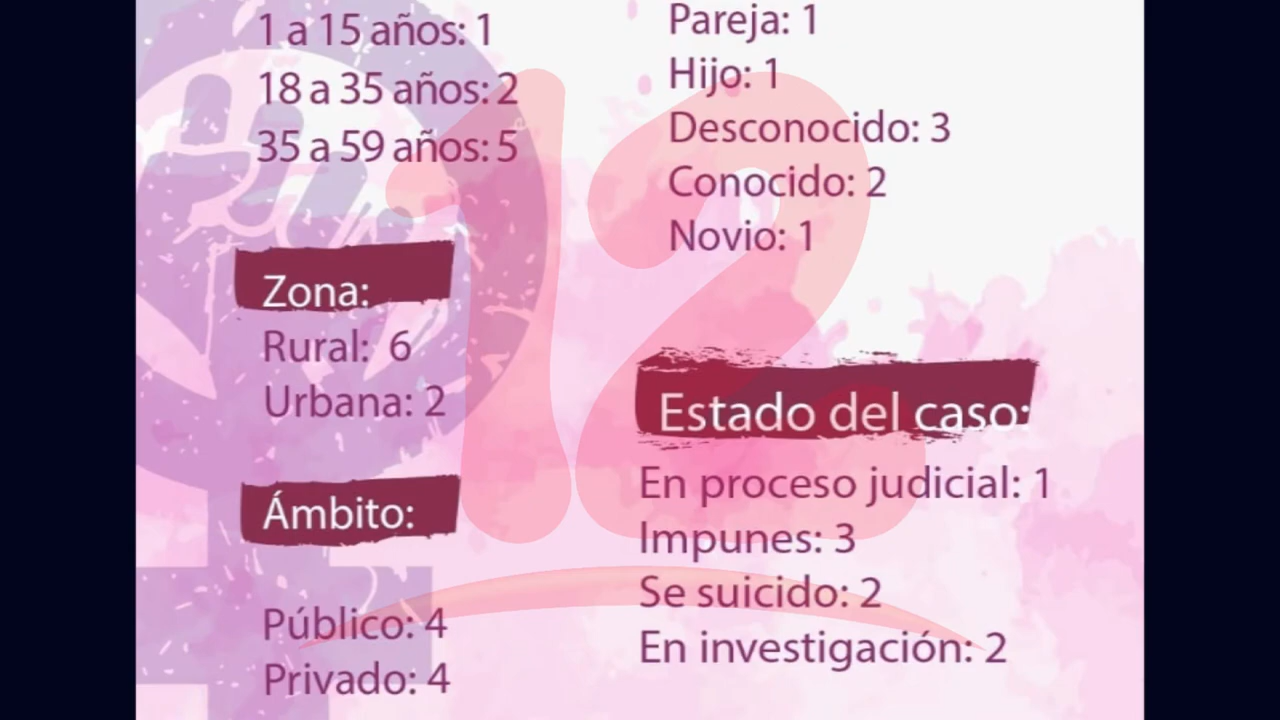 1 a 15 años: 1
18 a 35 años: 2
35 a 59 años: 5
Zona:
Rural: 6
Urbana: 2
Ámbito:
Público: 4
Privado: 4
Pareja: 1
Hijo: 1
Desconocido: 3
Conocido: 2
Novio: 1
Estado del caso:
En proceso judicial: 1
Impunes: 3
Se suicido: 2
En investigación: 2
12